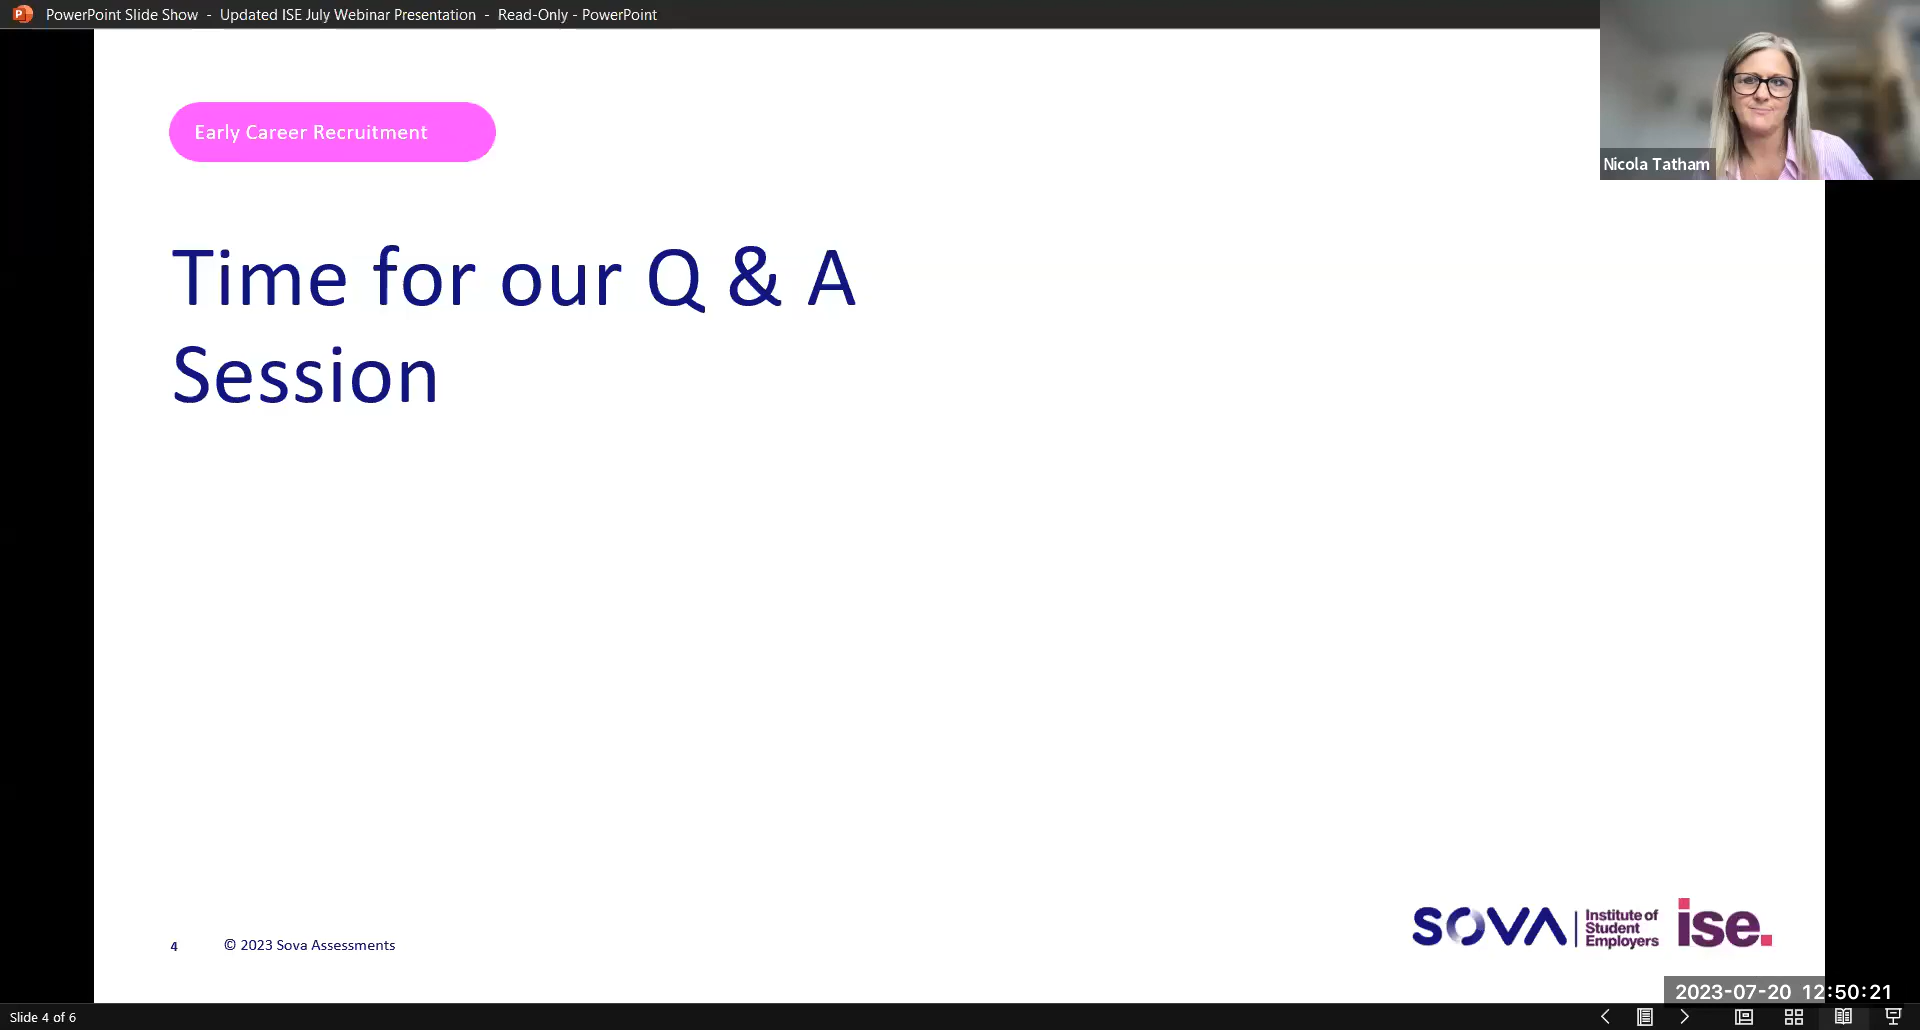 PowerPoint Slide Show - Updated ISE July Webinar Presentation - Read-Only - PowerPoint
Nicola Tatham
Early Career Recruitment
Time for our Q & A
Session
4
© 2023 Sova Assessments
SOVA
Institute of
Student
Employers
ise.
2023-07-20 12:50:21
Slide 4 of 6